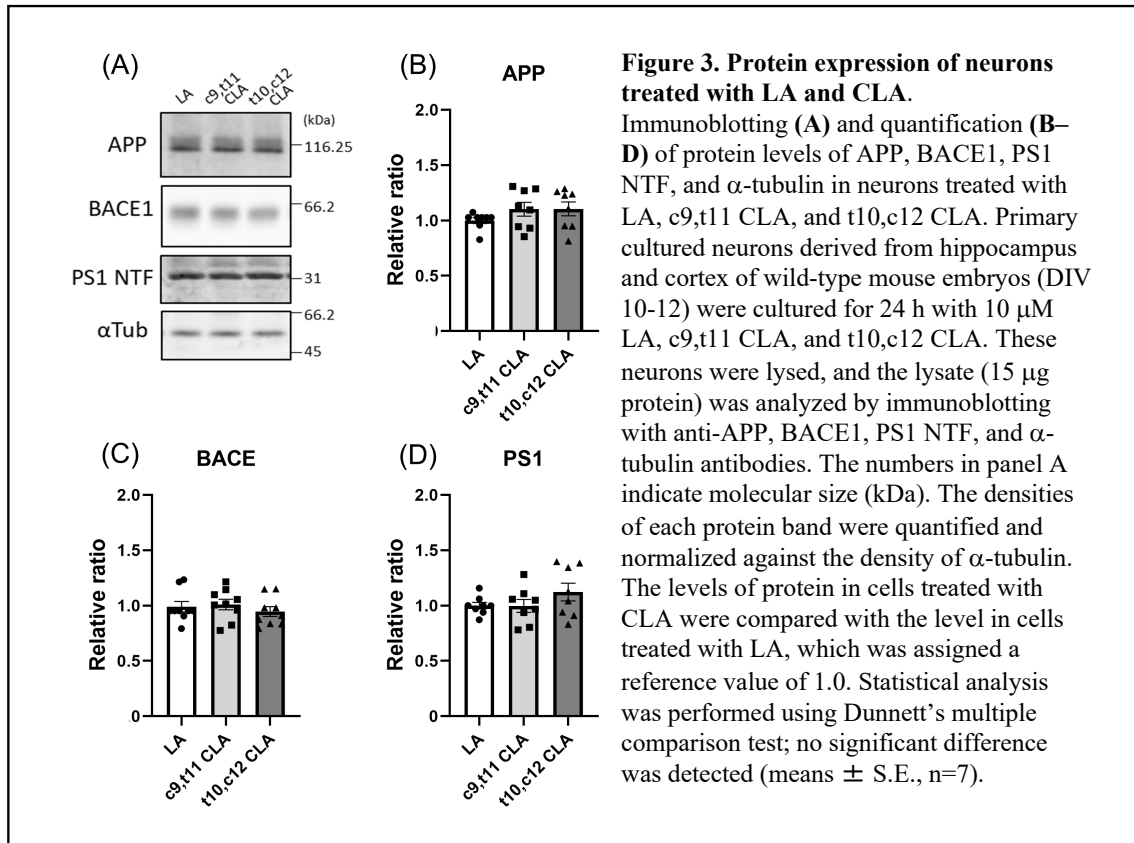 (A)
LA
c9,t11
CLA
t10,c12
CLA
(kDa)
APP
116.25
BACE1
66.2
PS1 NTF
31
αTub
66.2
45
(B)
APP
Relative ratio
2.0
1.5
1.0
0.5
0
LA
c9,t11 CLA
t10,c12 CLA
(C)
BACE
Relative ratio
2.0
1.5
1.0
0.5
.0
LA
c9,t11 CLA
t10,c12 CLA
(D)
PS1
Relative ratio
2.0
1.5
1.0
0.5
0
LA
c9,t11 CLA
t10,c12 CLA
Figure 3. Protein expression of neurons
treated with LA and CLA.
Immunoblotting (A) and quantification (B–
D) of protein levels of APP, BACE1, PS1
NTF, and α-tubulin in neurons treated with
LA, c9,t11 CLA, and t10,c12 CLA. Primary
cultured neurons derived from hippocampus
and cortex of wild-type mouse embryos (DIV
10-12) were cultured for 24 h with 10 μM
LA, c9,t11 CLA, and t10,c12 CLA. These
neurons were lysed, and the lysate (15 μg
protein) was analyzed by immunoblotting
with anti-APP, BACE1, PS1 NTF, and α-
tubulin antibodies. The numbers in panel A
indicate molecular size (kDa). The densities
of each protein band were quantified and
normalized against the density of α-tubulin.
The levels of protein in cells treated with
CLA were compared with the level in cells
treated with LA, which was assigned a
reference value of 1.0. Statistical analysis
was performed using Dunnett's multiple
comparison test; no significant difference
was detected (means ± S.E., n=7).